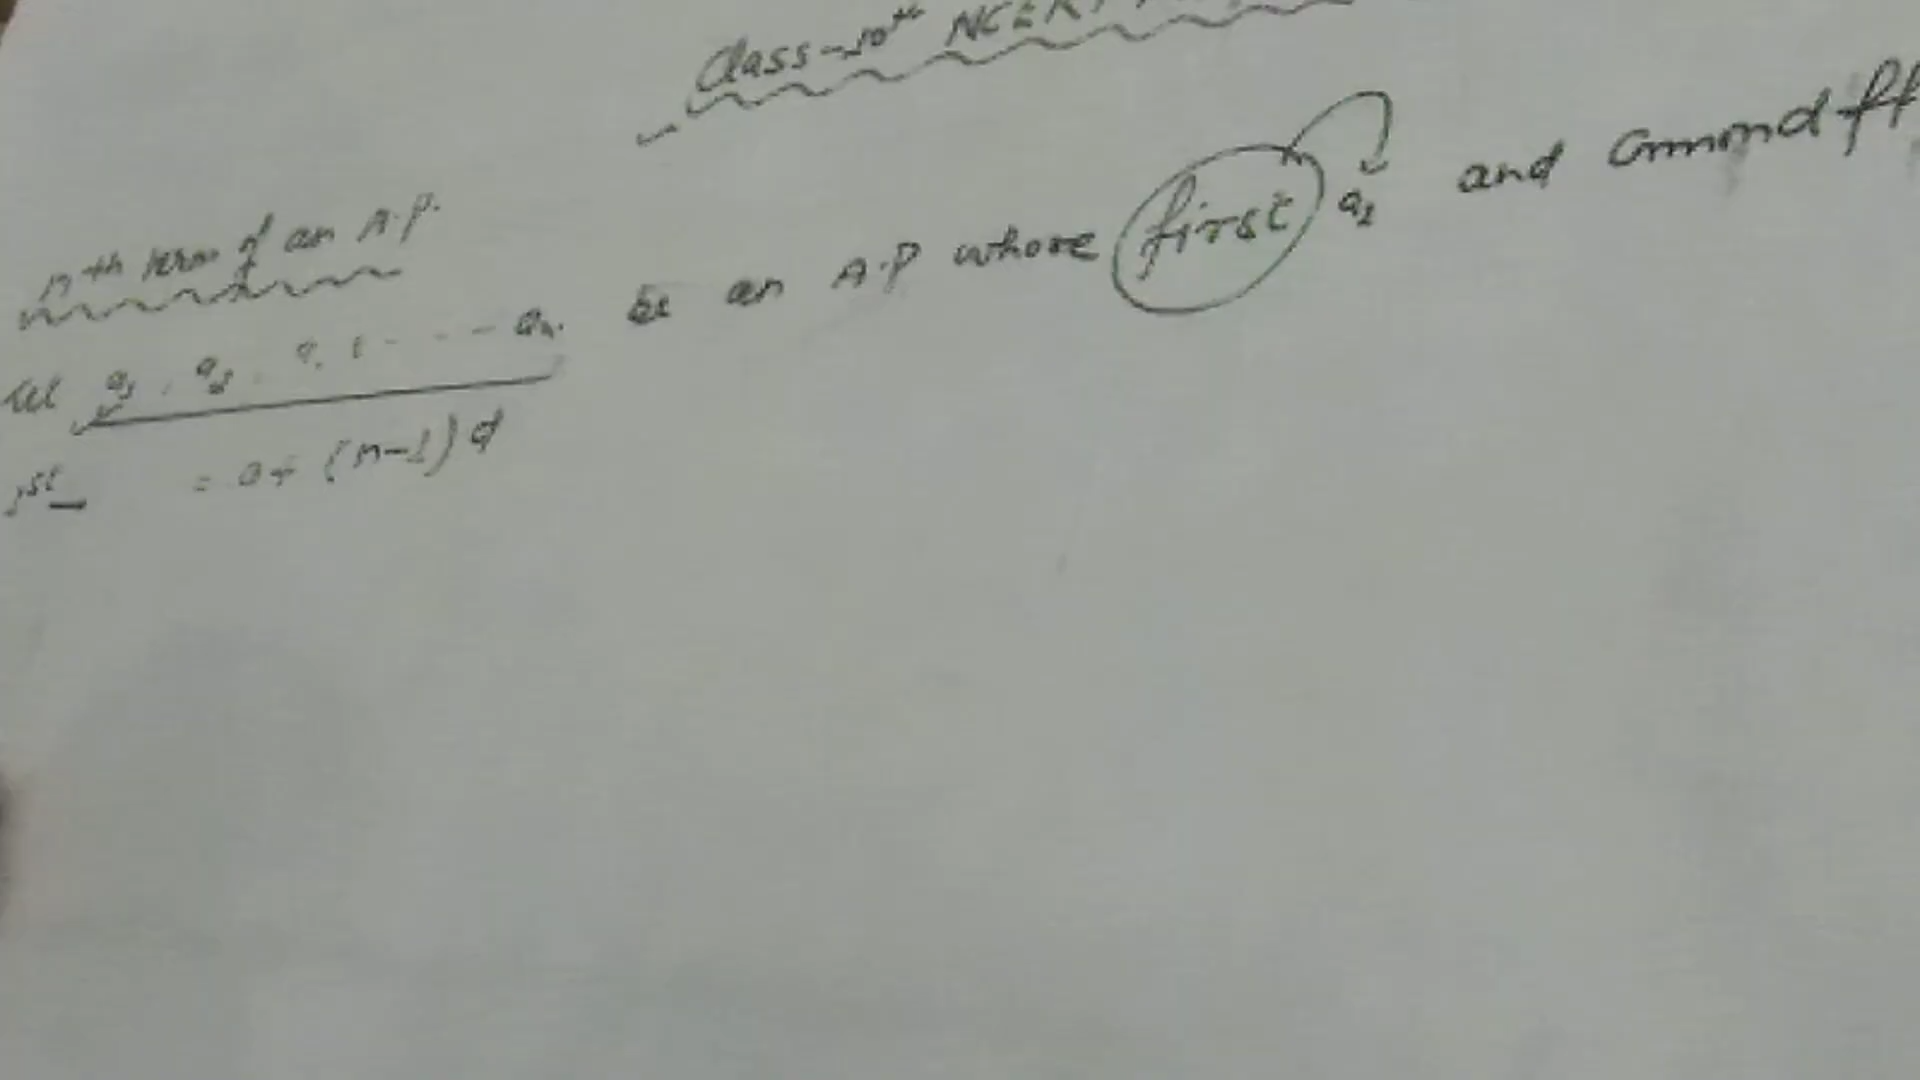 Class-10th NCERT
nth term of an A.P.
Let a1, a2, a, ( - - - - an. be an A.P whose first a1 and Common diff
1st = a+ (n-1) d